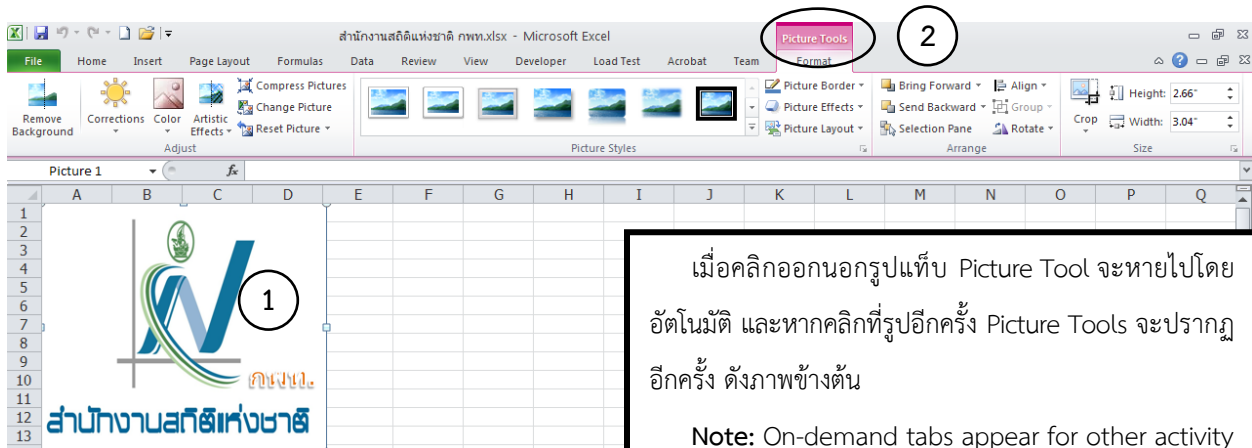 สำนักงานสถิติแห่งชาติ กพทท.xlsx - Microsoft Excel
Picture Tools
2
File Home Insert Page Layout Formulas Data Review View Developer Load Test Acrobat Team Format
Remove Background
Corrections
Color
Artistic Effects
Compress Pictures
Change Picture
Reset Picture
Adjust
Picture Styles
Picture Border
Picture Effects
Picture Layout
Bring Forward
Send Backward
Selection Pane
Align
Group
Rotate
Arrange
Crop
Height: 2.66"
Width: 3.04"
Size
Picture 1 fx
A B C D E F G H I J K L M N O P Q
1
2
3
4
5
6
7
8
9
10
11
12
13
1
กพทท.
สำนักงานสถิติแห่งชาติ
เมื่อคลิกออกนอกรูปแท็บ Picture Tool จะหายไปโดย
อัตโนมัติ และหากคลิกที่รูปอีกครั้ง Picture Tools จะปรากฏ
อีกครั้ง ดังภาพข้างต้น
Note: On-demand tabs appear for other activity